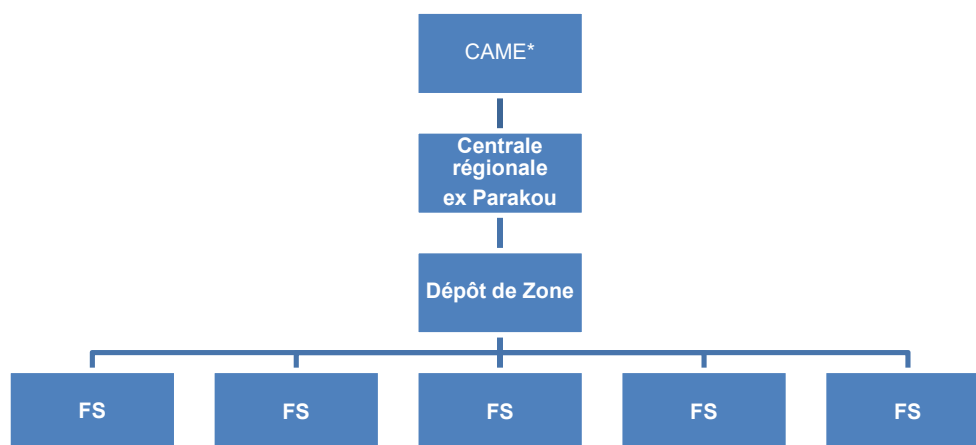 CAME*
Centrale
régionale
ex Parakou
Dépôt de Zone
FS
FS
FS
FS
FS